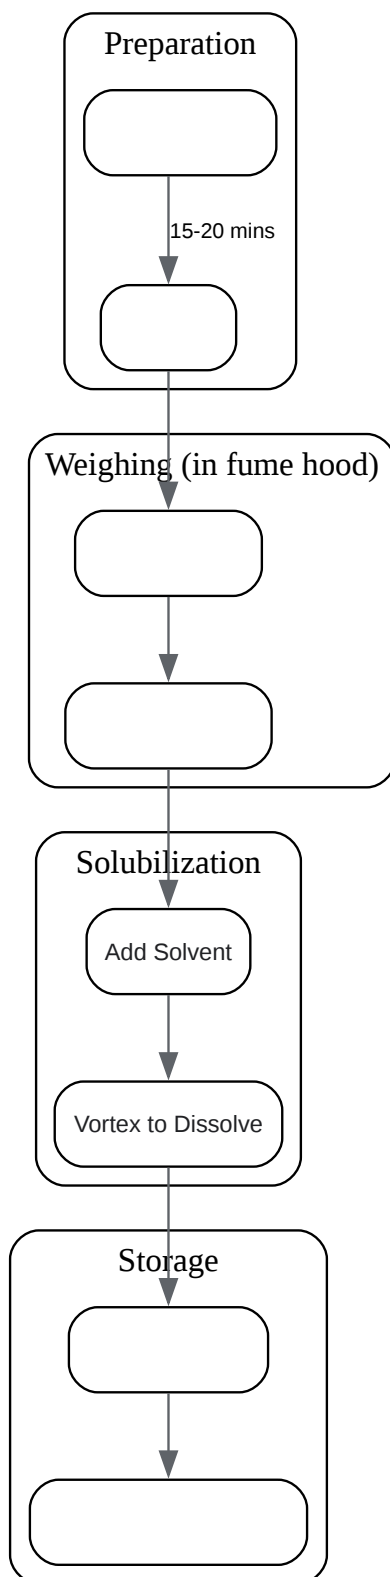 Preparation
15-20 mins
Weighing (in fume hood)
Solubilization
Add Solvent
Vortex to Dissolve
Storage